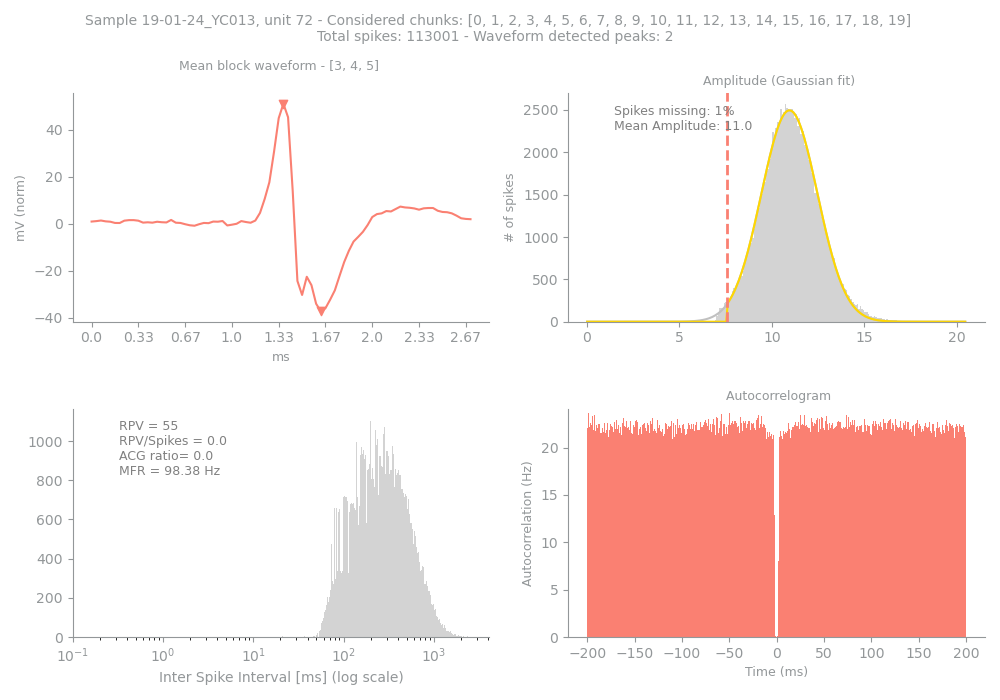 Sample 19-01-24_YC013, unit 72 - Considered chunks: [0, 1, 2, 3, 4, 5, 6, 7, 8, 9, 10, 11, 12, 13, 14, 15, 16, 17, 18, 19]
Total spikes: 113001 - Waveform detected peaks: 2
Mean block waveform - [3, 4, 5]
mV (norm)
40
20
0
−20
−40
0.0 0.33 0.67 1.0 1.33 1.67 2.0 2.33 2.67
ms
Amplitude (Gaussian fit)
Spikes missing: 1%
Mean Amplitude: 11.0
# of spikes
2500
2000
1500
1000
500
0
0 5 10 15 20
RPV = 55
RPV/Spikes = 0.0
ACG ratio= 0.0
MFR = 98.38 Hz
1000
800
600
400
200
0
10⁻¹ 10⁰ 10¹ 10² 10³
Inter Spike Interval [ms] (log scale)
Autocorrelogram
Autocorrelation (Hz)
20
15
10
5
0
−200 −150 −100 −50 0 50 100 150 200
Time (ms)